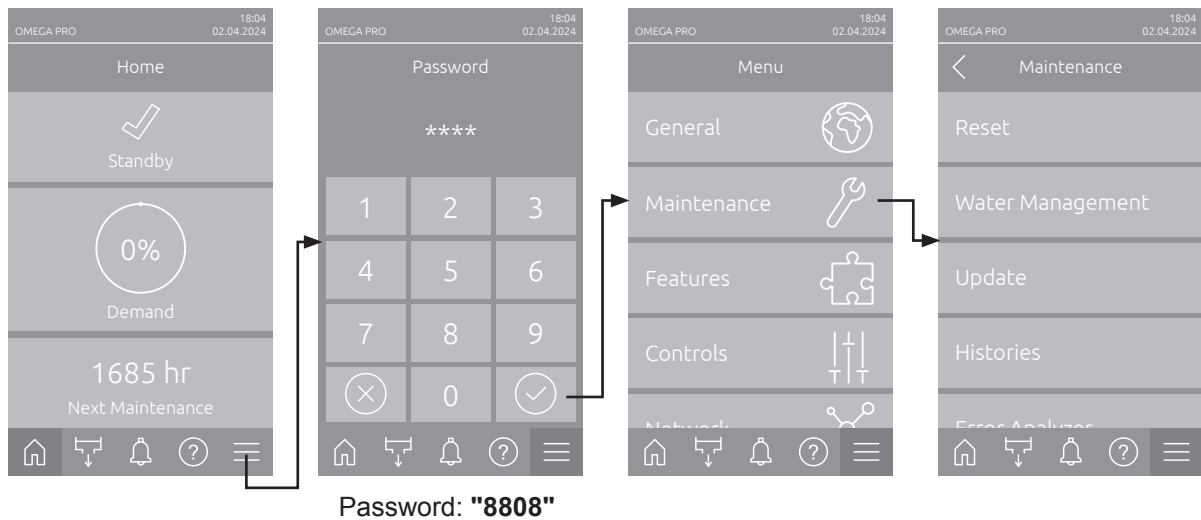 18:04
OMEGA PRO 02.04.2024
Home
Standby
0%
Demand
1685 hr
Next Maintenance
?
18:04
OMEGA PRO 02.04.2024
Password
****
1 2 3
4 5 6
7 8 9
0
?
Password: "8808"
18:04
OMEGA PRO 02.04.2024
Menu
General
Maintenance
Features
Controls
Network
?
18:04
OMEGA PRO 02.04.2024
Maintenance
Reset
Water Management
Update
Histories
Error Analyzer
?